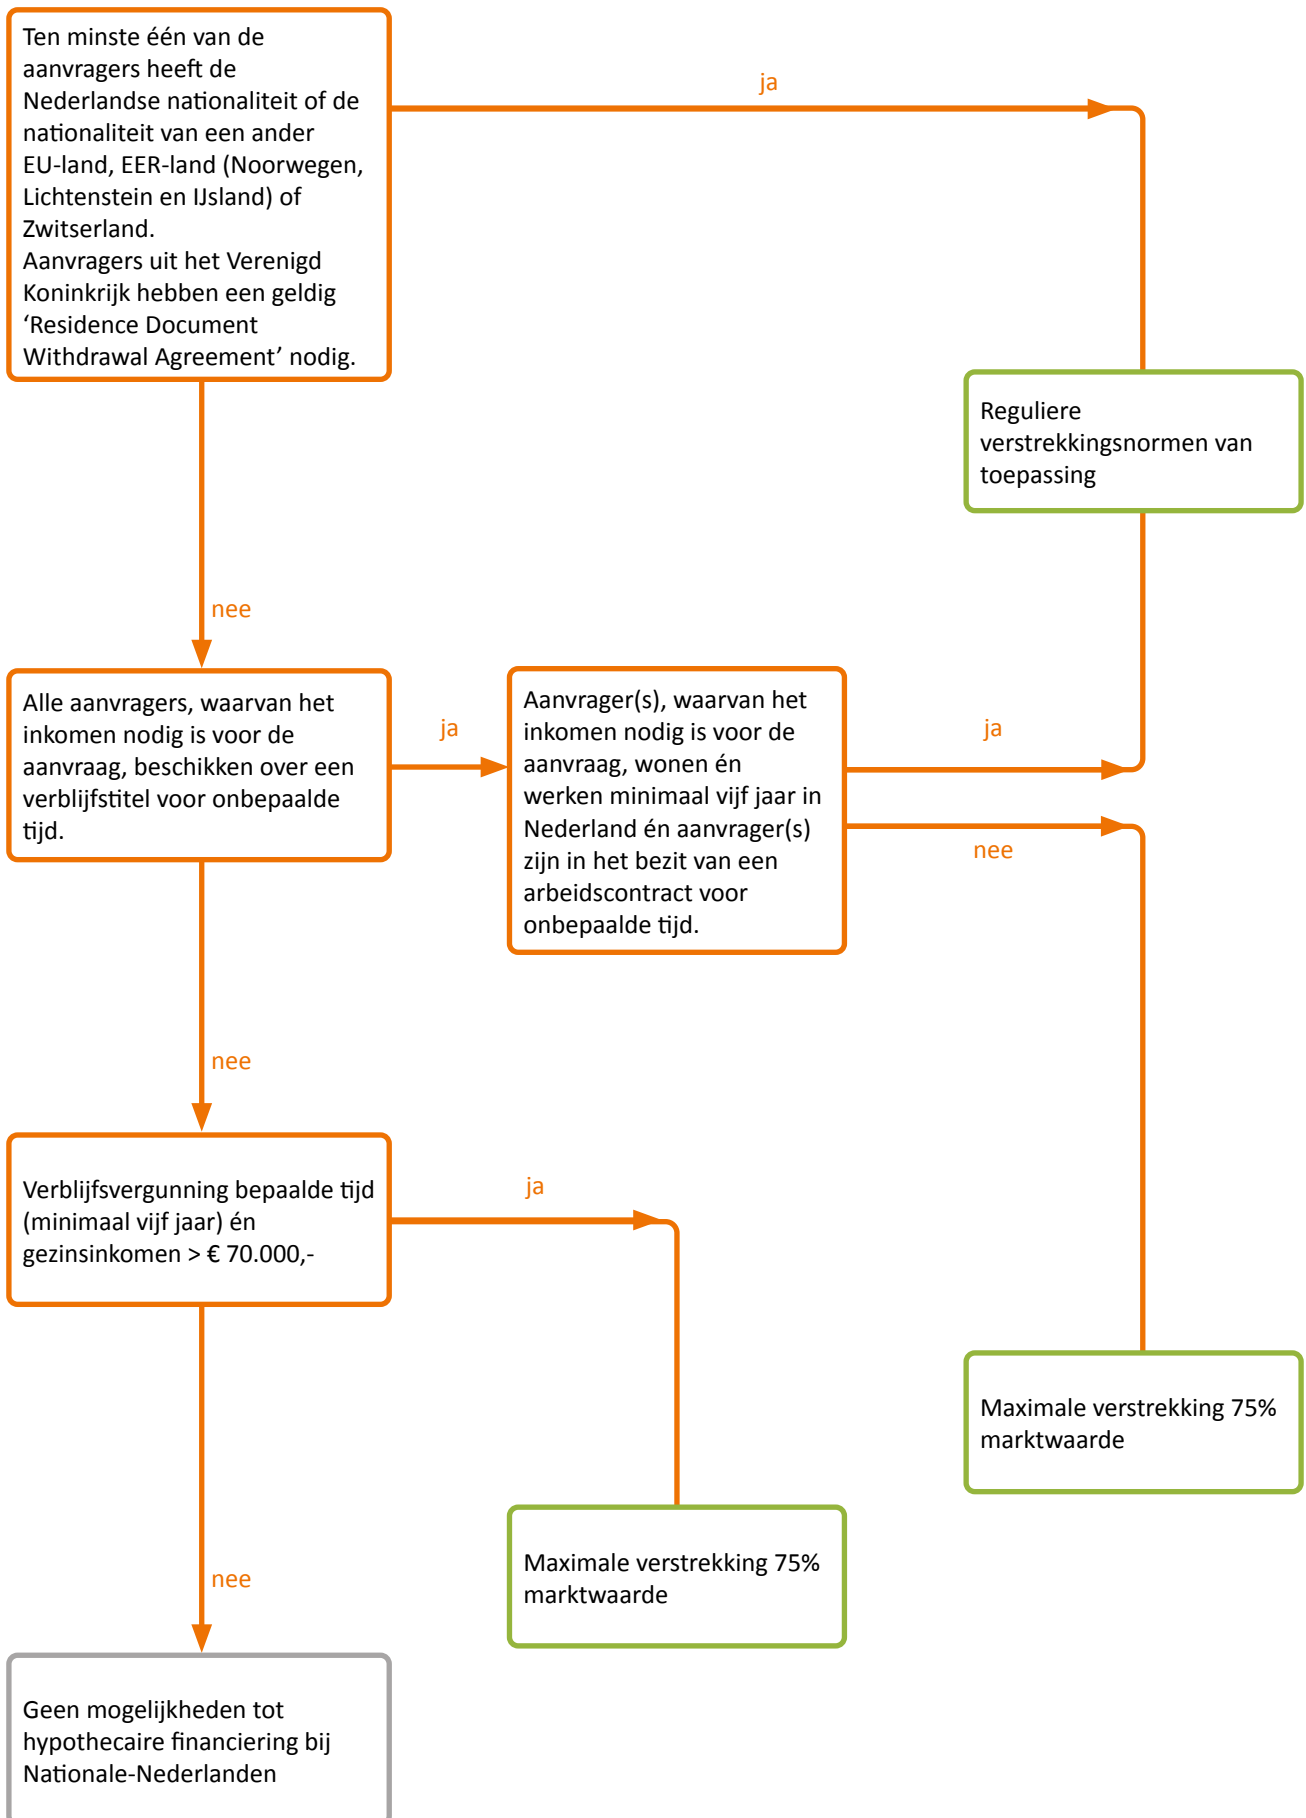 Ten minste één van de
aanvragers heeft de
Nederlandse nationaliteit of de
nationaliteit van een ander
EU-land, EER-land (Noorwegen,
Lichtenstein en IJsland) of
Zwitserland.
Aanvragers uit het Verenigd
Koninkrijk hebben een geldig
‘Residence Document
Withdrawal Agreement’ nodig.
ja
Reguliere
verstrekkingsnormen van
toepassing
nee
Alle aanvragers, waarvan het
inkomen nodig is voor de
aanvraag, beschikken over een
verblijfstitel voor onbepaalde
tijd.
ja
Aanvrager(s), waarvan het
inkomen nodig is voor de
aanvraag, wonen én
werken minimaal vijf jaar in
Nederland én aanvrager(s)
zijn in het bezit van een
arbeidscontract voor
onbepaalde tijd.
ja
nee
nee
Verblijfsvergunning bepaalde tijd
(minimaal vijf jaar) én
gezinsinkomen > € 70.000,-
ja
Maximale verstrekking 75%
marktwaarde
Maximale verstrekking 75%
marktwaarde
nee
Geen mogelijkheden tot
hypothecaire financiering bij
Nationale-Nederlanden